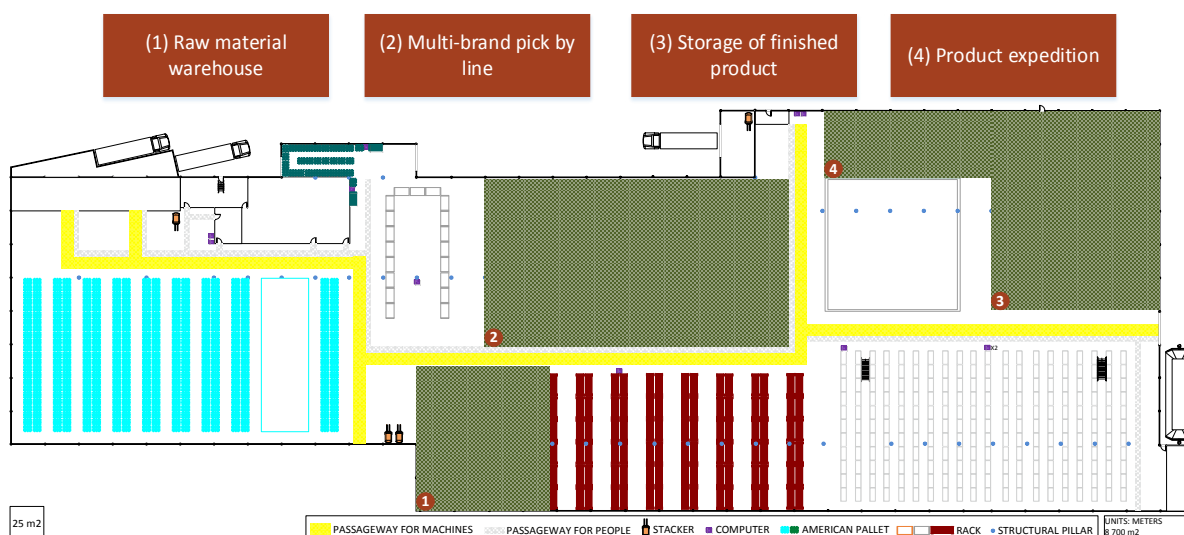 (1) Raw material
warehouse
(2) Multi-brand pick by
line
(3) Storage of finished
product
(4) Product expedition
4
3
2
X2
1
25 m2
PASSAGEWAY FOR MACHINES
PASSAGEWAY FOR PEOPLE
STACKER
COMPUTER
AMERICAN PALLET
RACK
STRUCTURAL PILLAR
UNITS: METERS
8 700 m2